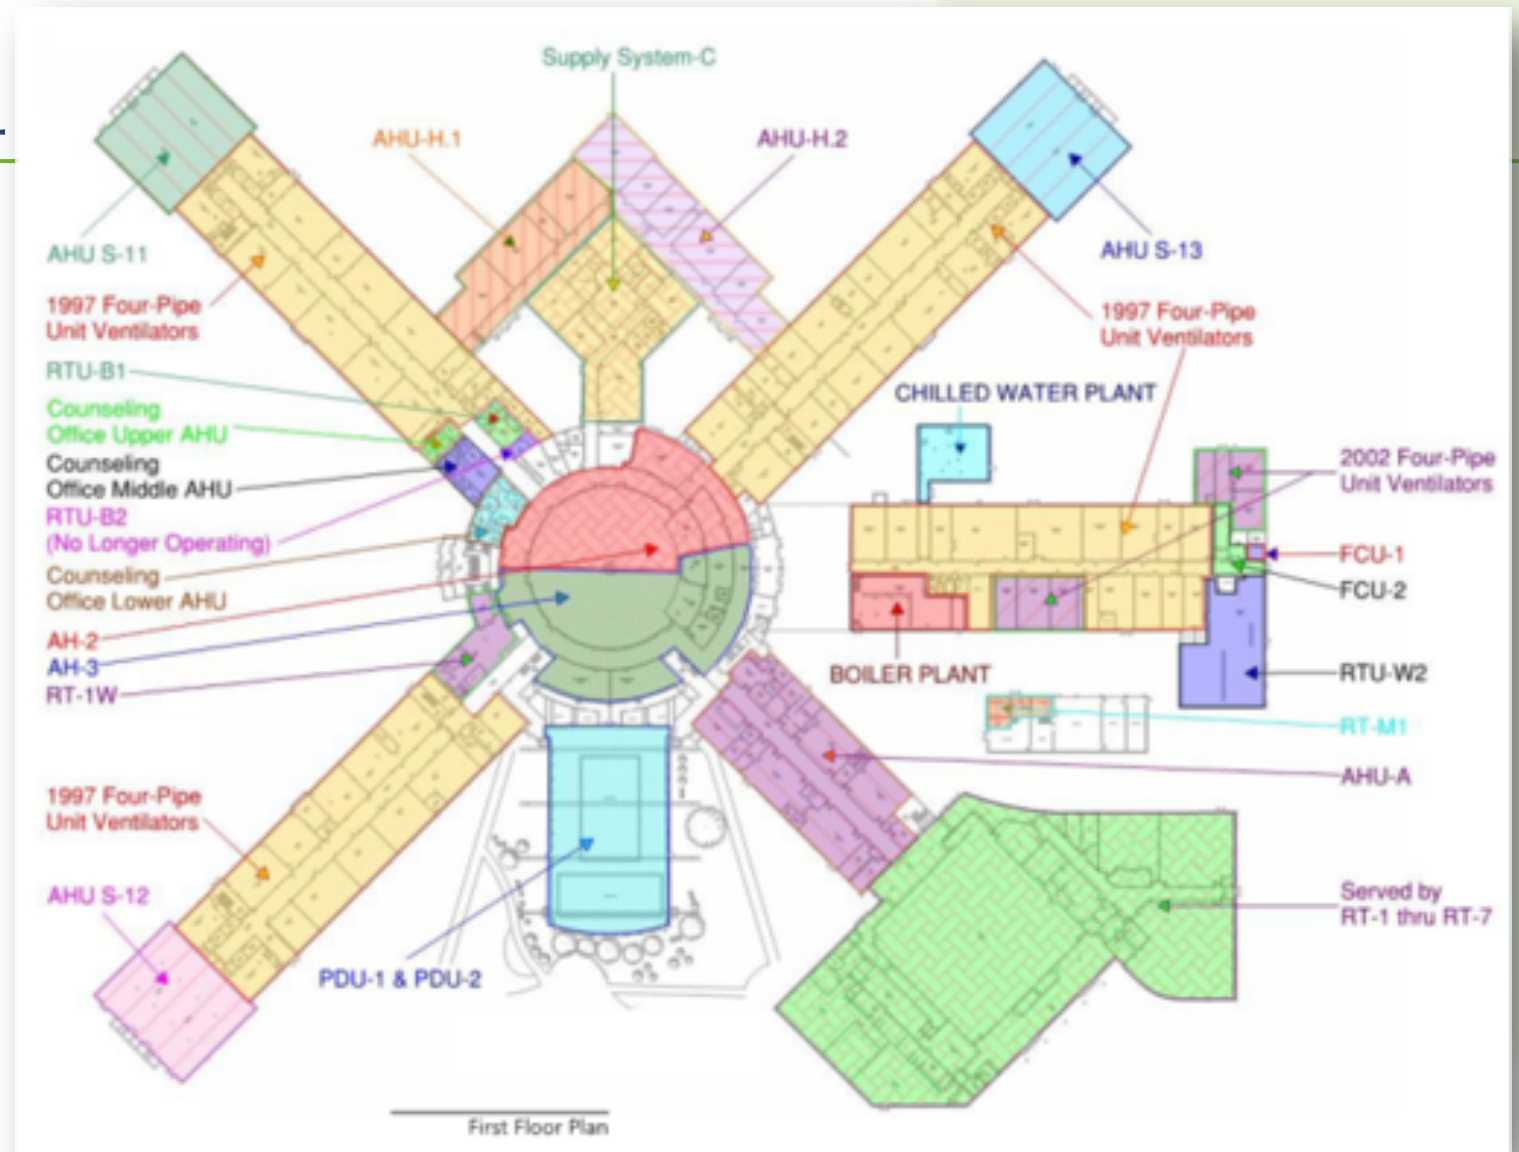 Supply System-C
AHU-H.1
AHU-H.2
AHU S-11
AHU S-13
1997 Four-Pipe
Unit Ventilators
1997 Four-Pipe
Unit Ventilators
RTU-B1
CHILLED WATER PLANT
Counseling
Office Upper AHU
Counseling
Office Middle AHU
2002 Four-Pipe
Unit Ventilators
RTU-B2
(No Longer Operating)
FCU-1
Counseling
Office Lower AHU
FCU-2
AH-2
AH-3
RT-1W
BOILER PLANT
RTU-W2
RT-M1
AHU-A
1997 Four-Pipe
Unit Ventilators
AHU S-12
Served by
RT-1 thru RT-7
PDU-1 & PDU-2
First Floor Plan